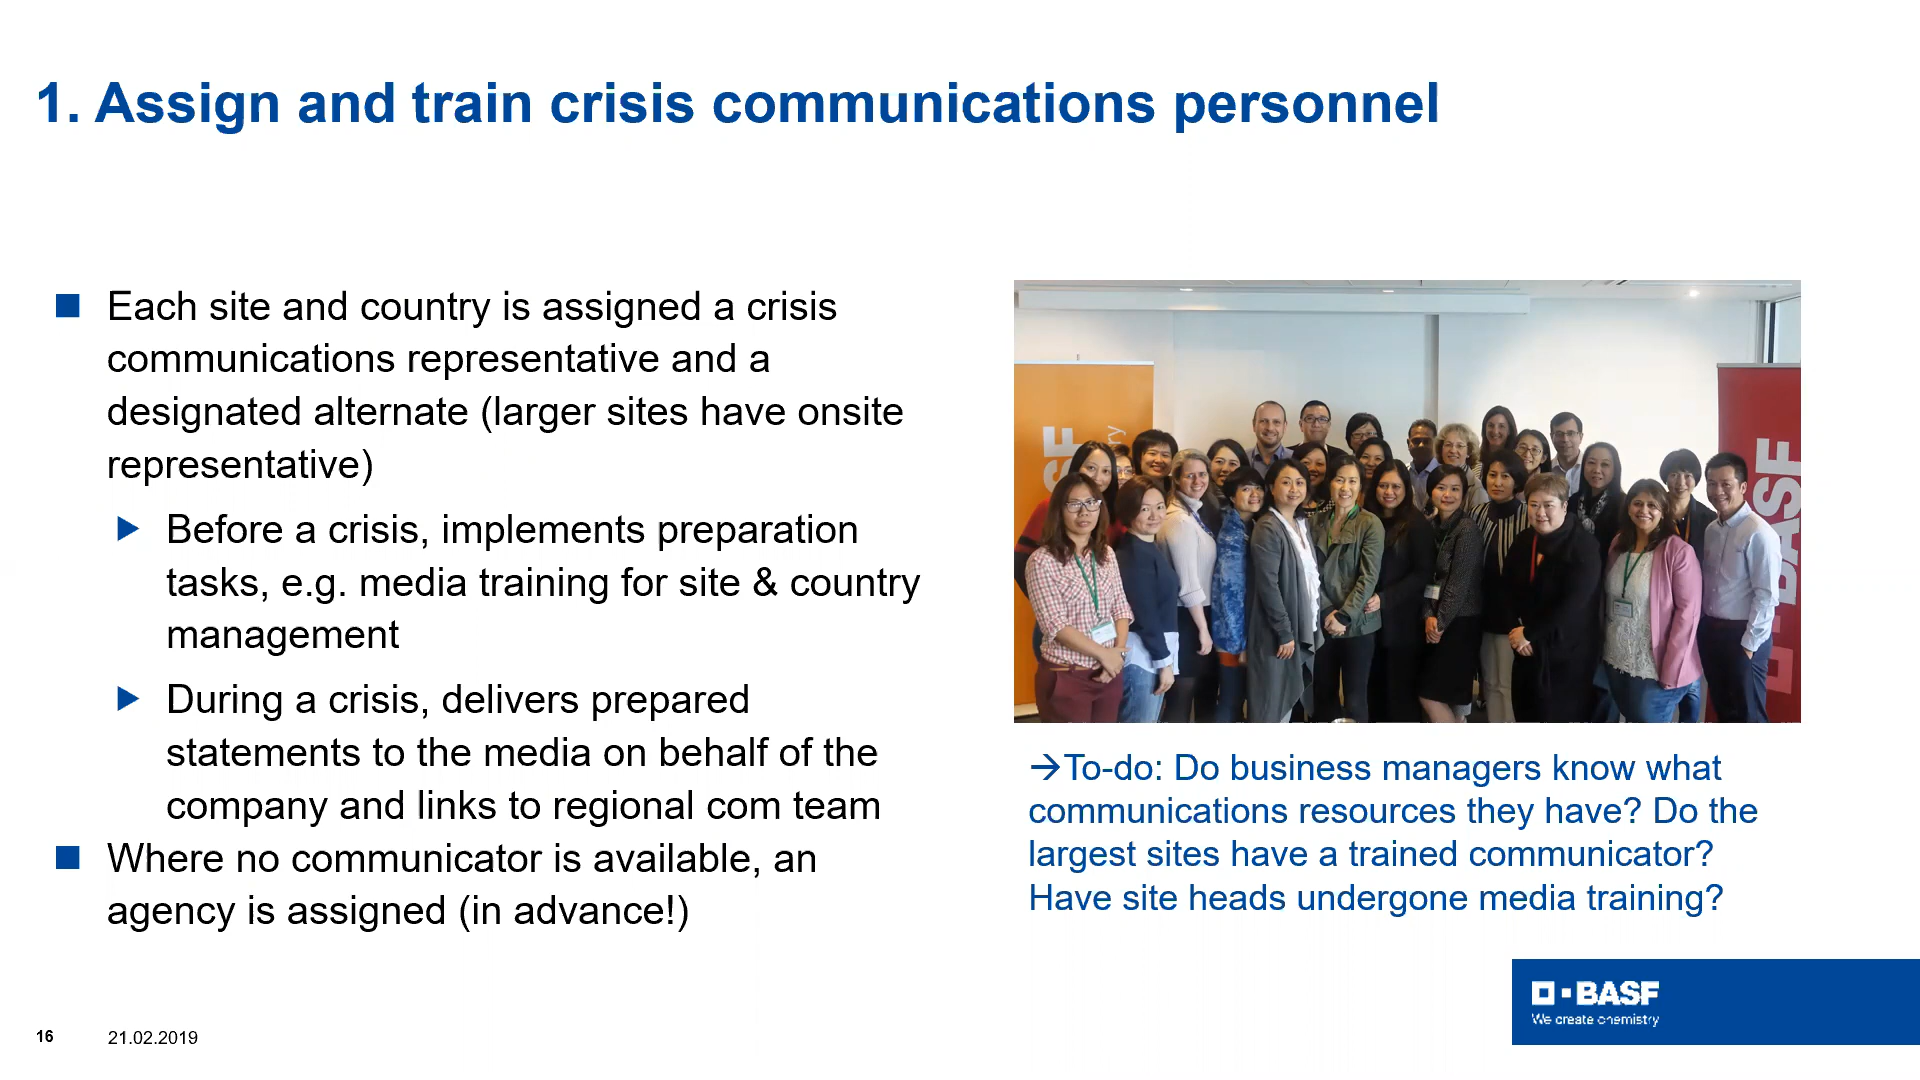 1. Assign and train crisis communications personnel
Each site and country is assigned a crisis
communications representative and a
designated alternate (larger sites have onsite
representative)
Before a crisis, implements preparation
tasks, e.g. media training for site & country
management
During a crisis, delivers prepared
statements to the media on behalf of the
company and links to regional com team
Where no communicator is available, an
agency is assigned (in advance!)
SF
ry
BASF
→To-do: Do business managers know what
communications resources they have? Do the
largest sites have a trained communicator?
Have site heads undergone media training?
BASF
We create chemistry
16
21.02.2019